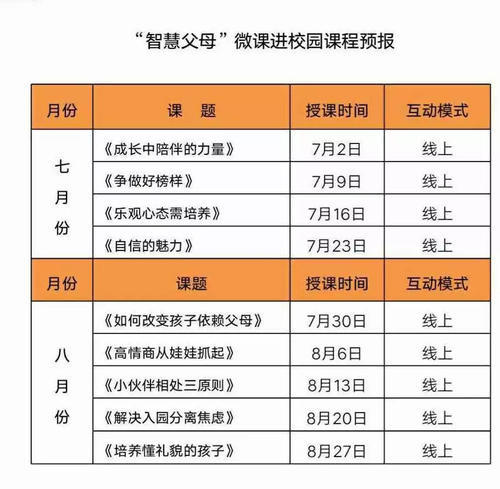 “智慧父母”微课进校园课程预报
月份 课 题 授课时间 互动模式
七月份
《成长中陪伴的力量》 7月2日 线上
《争做好榜样》 7月9日 线上
《乐观心态需培养》 7月16日 线上
《自信的魅力》 7月23日 线上
月份 课题 授课时间 互动模式
八月份
《如何改变孩子依赖父母》 7月30日 线上
《高情商从娃娃抓起》 8月6日 线上
《小伙伴相处三原则》 8月13日 线上
《解决入园分离焦虑》 8月20日 线上
《培养懂礼貌的孩子》 8月27日 线上